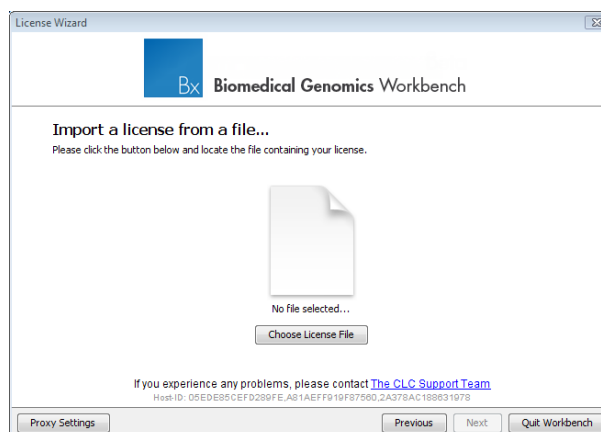 License Wizard
Bx Biomedical Genomics Workbench
Import a license from a file...
Please click the button below and locate the file containing your license.
No file selected...
Choose License File
If you experience any problems, please contact The CLC Support Team
Host-ID: 05EDE85CEFD289FE,A81AEFF919F87560,2A378AC188631978
Proxy Settings Previous Next Quit Workbench